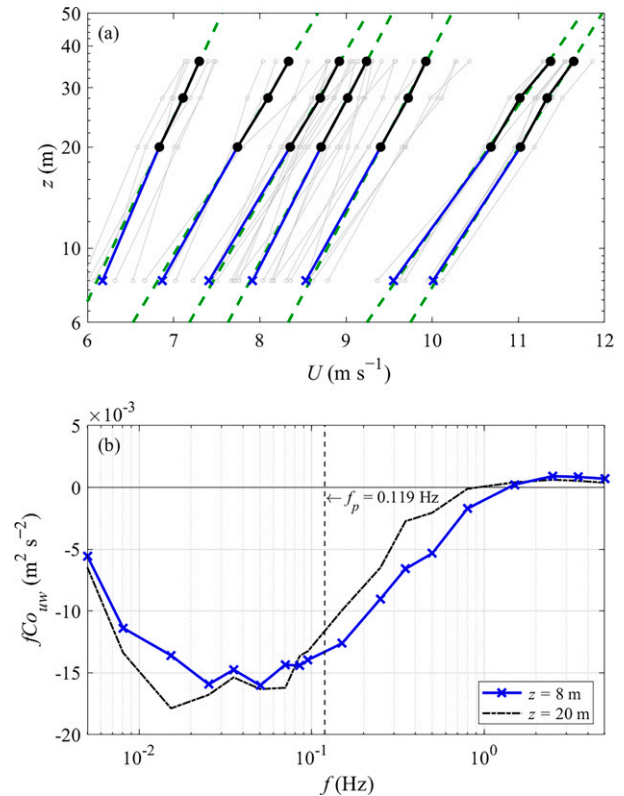 50
40
30
20
10
6
z (m)
(a)
6 7 8 9 10 11 12
U (m s⁻¹)
×10⁻³
5
0
-5
-10
-15
-20
fCo_uw (m² s⁻²)
(b)
← f_p = 0.119 Hz
z = 8 m
z = 20 m
10⁻² 10⁻¹ 10⁰
f (Hz)